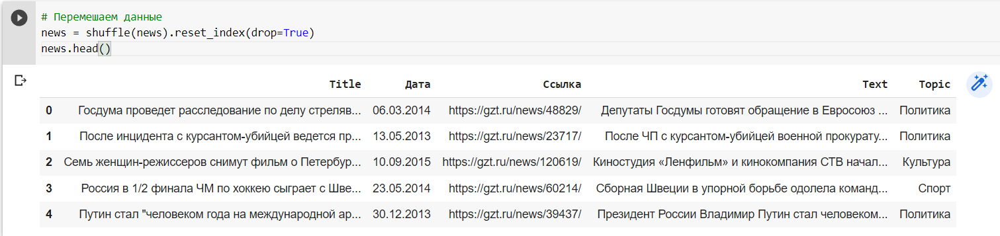 # Перемешаем данные
news = shuffle(news).reset_index(drop=True)
news.head()
Title Дата Ссылка Text Topic
0 Госдума проведет расследование по делу стреляв... 06.03.2014 https://gzt.ru/news/48829/ Депутаты Госдумы готовят обращение в Евросоюз ... Политика
1 После инцидента с курсантом-убийцей ведется пр... 13.05.2013 https://gzt.ru/news/23717/ После ЧП с курсантом-убийцей военной прокурату... Политика
2 Семь женщин-режиссеров снимут фильм о Петербур... 10.09.2015 https://gzt.ru/news/120619/ Киностудия «Ленфильм» и кинокомпания СТВ начал... Культура
3 Россия в 1/2 финала ЧМ по хоккею сыграет с Шве... 23.05.2014 https://gzt.ru/news/60214/ Сборная Швеции в упорной борьбе одолела команд... Спорт
4 Путин стал "человеком года на международной ар... 30.12.2013 https://gzt.ru/news/39437/ Президент России Владимир Путин стал человеком... Политика